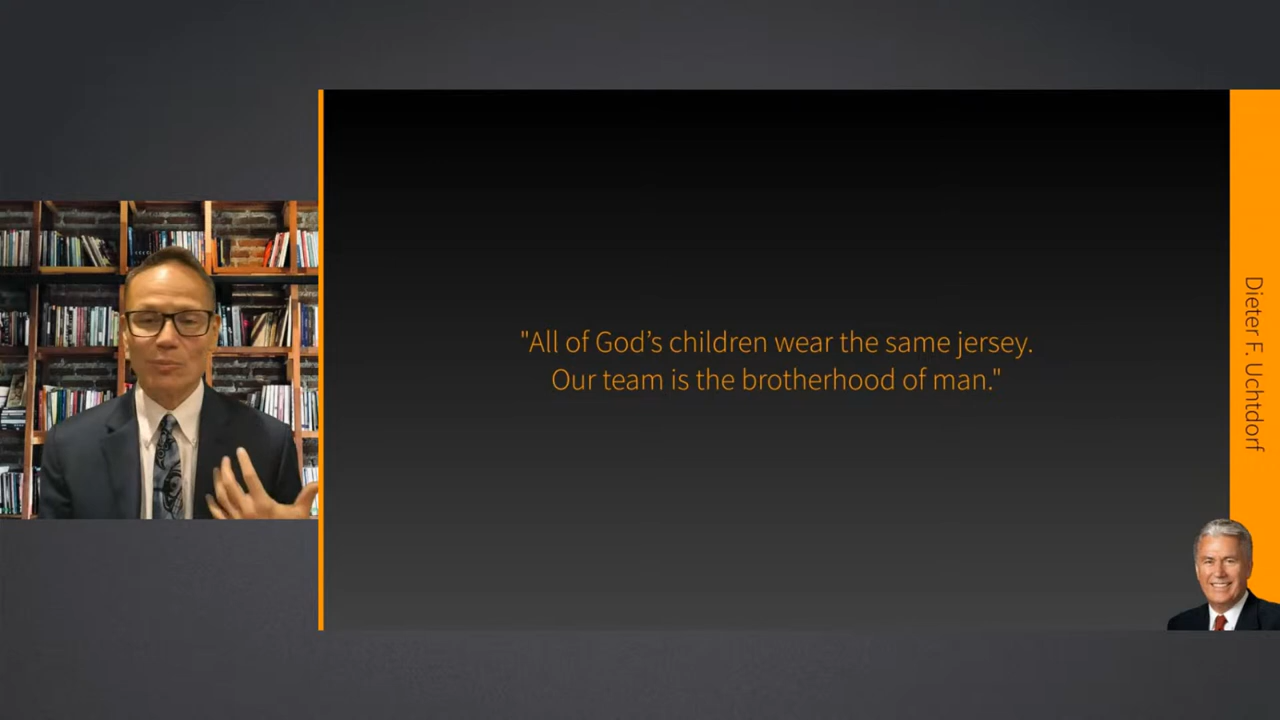 "All of God’s children wear the same jersey.
Our team is the brotherhood of man."
Dieter F. Uchtdorf